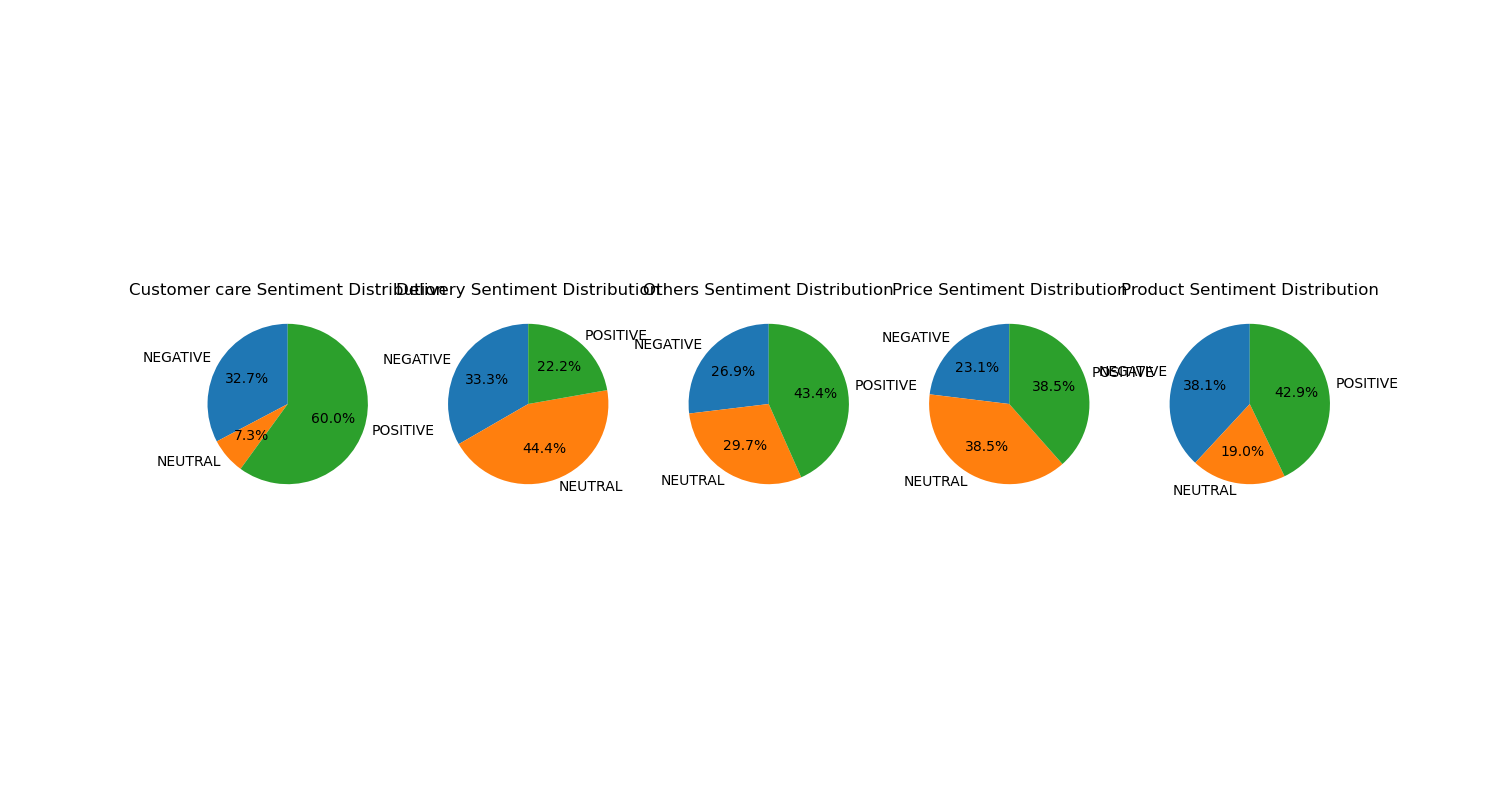 Customer care Sentiment Distribution
NEGATIVE
32.7%
NEUTRAL
7.3%
POSITIVE
60.0%
Delivery Sentiment Distribution
NEGATIVE
33.3%
NEUTRAL
44.4%
POSITIVE
22.2%
Others Sentiment Distribution
NEGATIVE
26.9%
NEUTRAL
29.7%
POSITIVE
43.4%
Price Sentiment Distribution
NEGATIVE
23.1%
NEUTRAL
38.5%
POSITIVE
38.5%
Product Sentiment Distribution
NEGATIVE
38.1%
NEUTRAL
19.0%
POSITIVE
42.9%